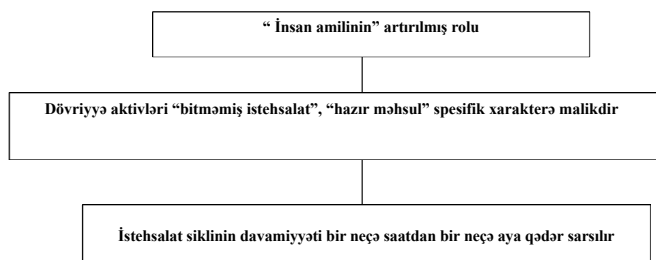 “ İnsan amilinin” artırılmış rolu
Dövriyyə aktivləri “bitməmiş istehsalat”, “hazır məhsul” spesifik xarakterə malikdir
İstehsalat siklinin davamiyyəti bir neçə saatdan bir neçə aya qədər sarsılır